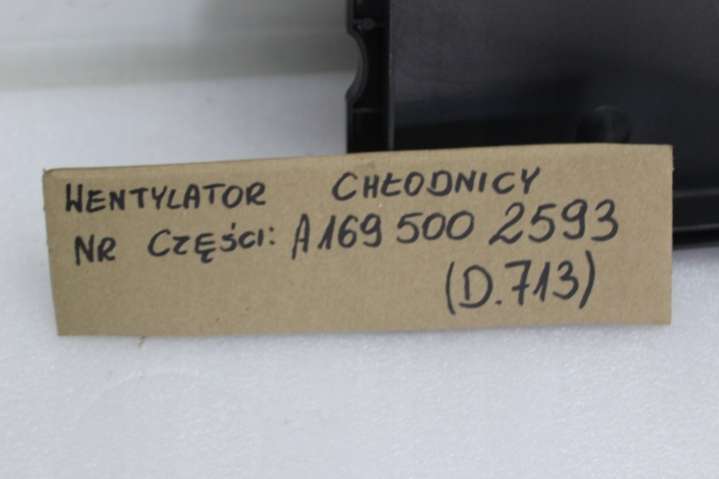 WENTYLATOR CHŁODNICY
NR CZĘŚCI: A169 500 2593
(D.713)